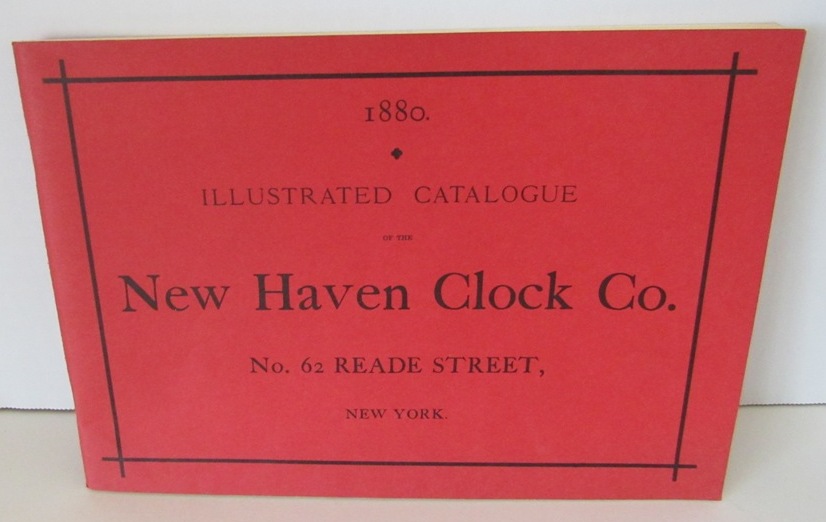 1880.
ILLUSTRATED CATALOGUE
OF THE
New Haven Clock Co.
No. 62 READE STREET,
NEW YORK.